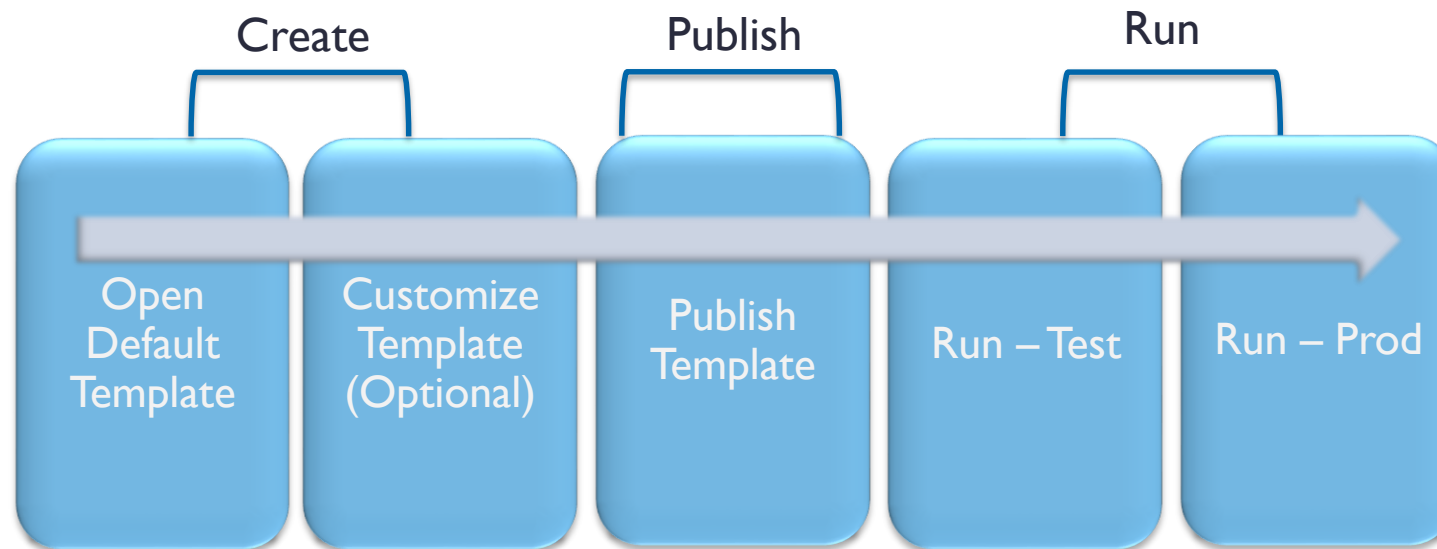 Create
Publish
Run
Open
Default
Template
Customize
Template
(Optional)
Publish
Template
Run – Test
Run – Prod